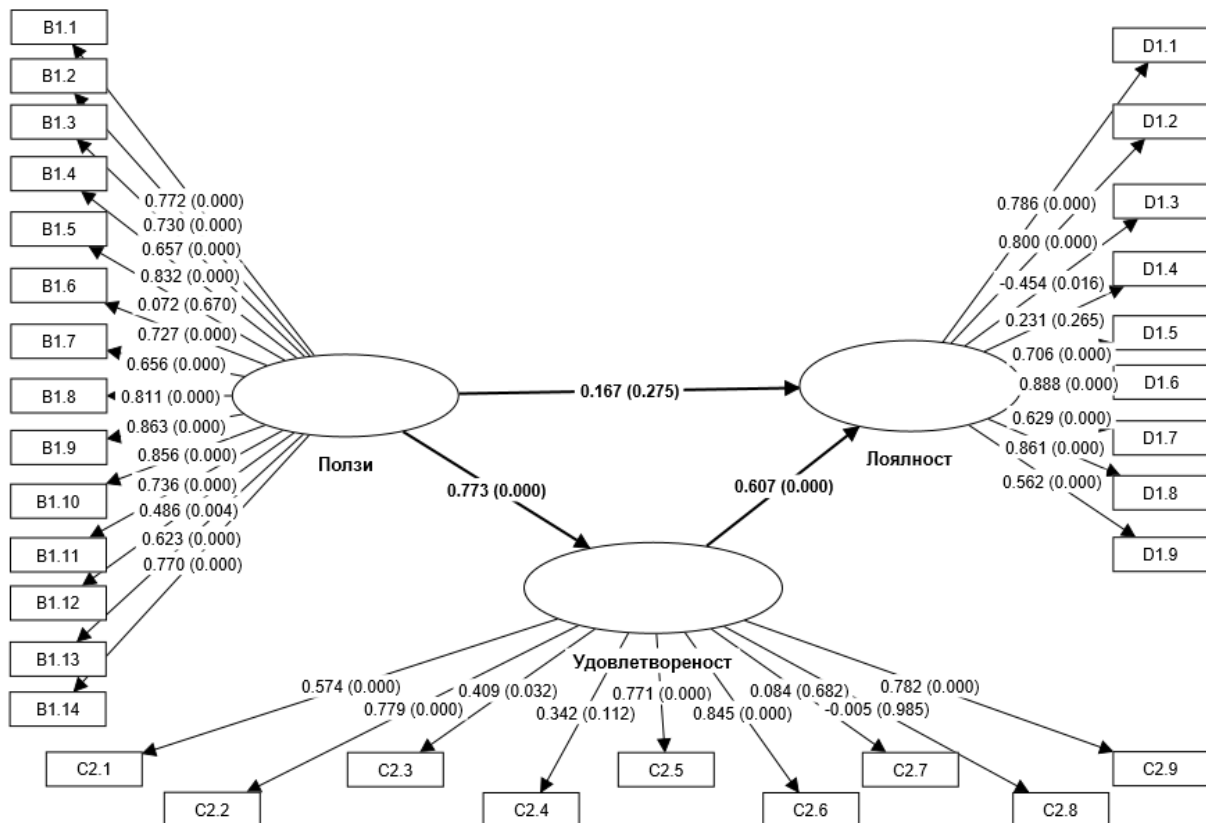 B1.1
B1.2
B1.3
B1.4
B1.5
B1.6
B1.7
B1.8
B1.9
B1.10
B1.11
B1.12
B1.13
B1.14
0.772 (0.000)
0.730 (0.000)
0.657 (0.000)
0.832 (0.000)
0.072 (0.670)
0.727 (0.000)
0.656 (0.000)
0.811 (0.000)
0.863 (0.000)
0.856 (0.000)
0.736 (0.000)
0.486 (0.004)
0.623 (0.000)
0.770 (0.000)
Ползи
0.167 (0.275)
0.773 (0.000)
0.607 (0.000)
Лоялност
0.786 (0.000)
0.800 (0.000)
-0.454 (0.016)
0.231 (0.265)
0.706 (0.000)
0.888 (0.000)
0.629 (0.000)
0.861 (0.000)
0.562 (0.000)
D1.1
D1.2
D1.3
D1.4
D1.5
D1.6
D1.7
D1.8
D1.9
Удовлетвореност
0.574 (0.000)
0.779 (0.000)
0.409 (0.032)
0.342 (0.112)
0.771 (0.000)
0.845 (0.000)
0.084 (0.682)
-0.005 (0.985)
0.782 (0.000)
C2.1
C2.2
C2.3
C2.4
C2.5
C2.6
C2.7
C2.8
C2.9